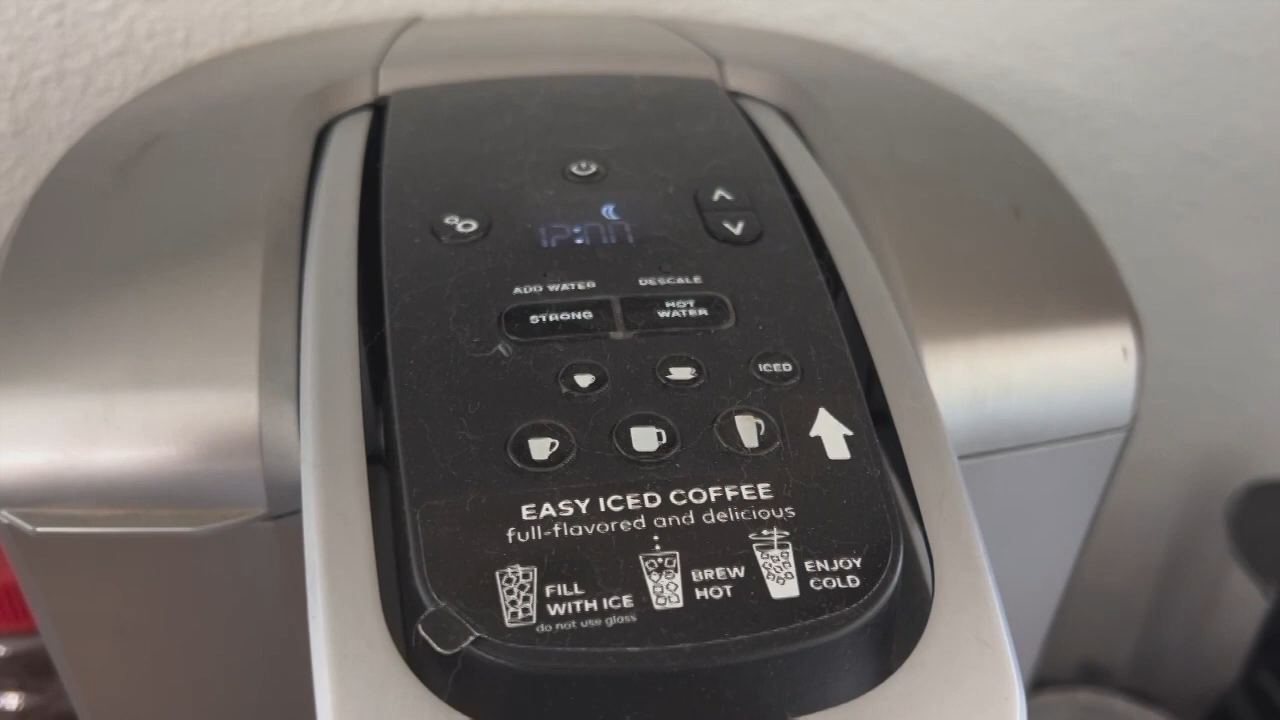 12:00
ADD WATER DESCALE
STRONG
HOT
WATER
ICED
EASY ICED COFFEE
full-flavored and delicious
FILL
WITH ICE
do not use glass
BREW
HOT
ENJOY
COLD